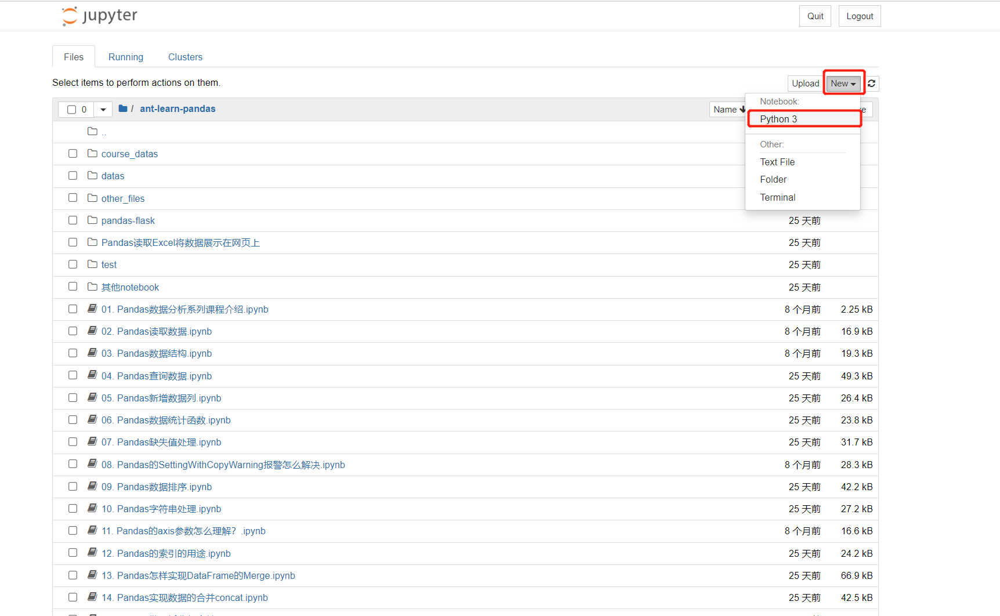 jupyter
Quit
Logout
Files
Running
Clusters
Select items to perform actions on them.
Upload
New
0
/
ant-learn-pandas
Name
Notebook:
Python 3
Other:
Text File
Folder
Terminal
..
course_datas
datas
other_files
pandas-flask 25 天前
Pandas读取Excel将数据展示在网页上 25 天前
test 25 天前
其他notebook 25 天前
01. Pandas数据分析系列课程介绍.ipynb 8 个月前 2.25 kB
02. Pandas读取数据.ipynb 8 个月前 16.9 kB
03. Pandas数据结构.ipynb 8 个月前 19.3 kB
04. Pandas查询数据.ipynb 25 天前 49.3 kB
05. Pandas新增数据列.ipynb 25 天前 26.4 kB
06. Pandas数据统计函数.ipynb 25 天前 23.8 kB
07. Pandas缺失值处理.ipynb 25 天前 31.7 kB
08. Pandas的SettingWithCopyWarning报警怎么解决.ipynb 8 个月前 28.3 kB
09. Pandas数据排序.ipynb 25 天前 42.2 kB
10. Pandas字符串处理.ipynb 25 天前 27.2 kB
11. Pandas的axis参数怎么理解？.ipynb 8 个月前 16.6 kB
12. Pandas的索引的用途.ipynb 25 天前 24.2 kB
13. Pandas怎样实现DataFrame的Merge.ipynb 25 天前 66.9 kB
14. Pandas实现数据的合并concat.ipynb 25 天前 42.5 kB